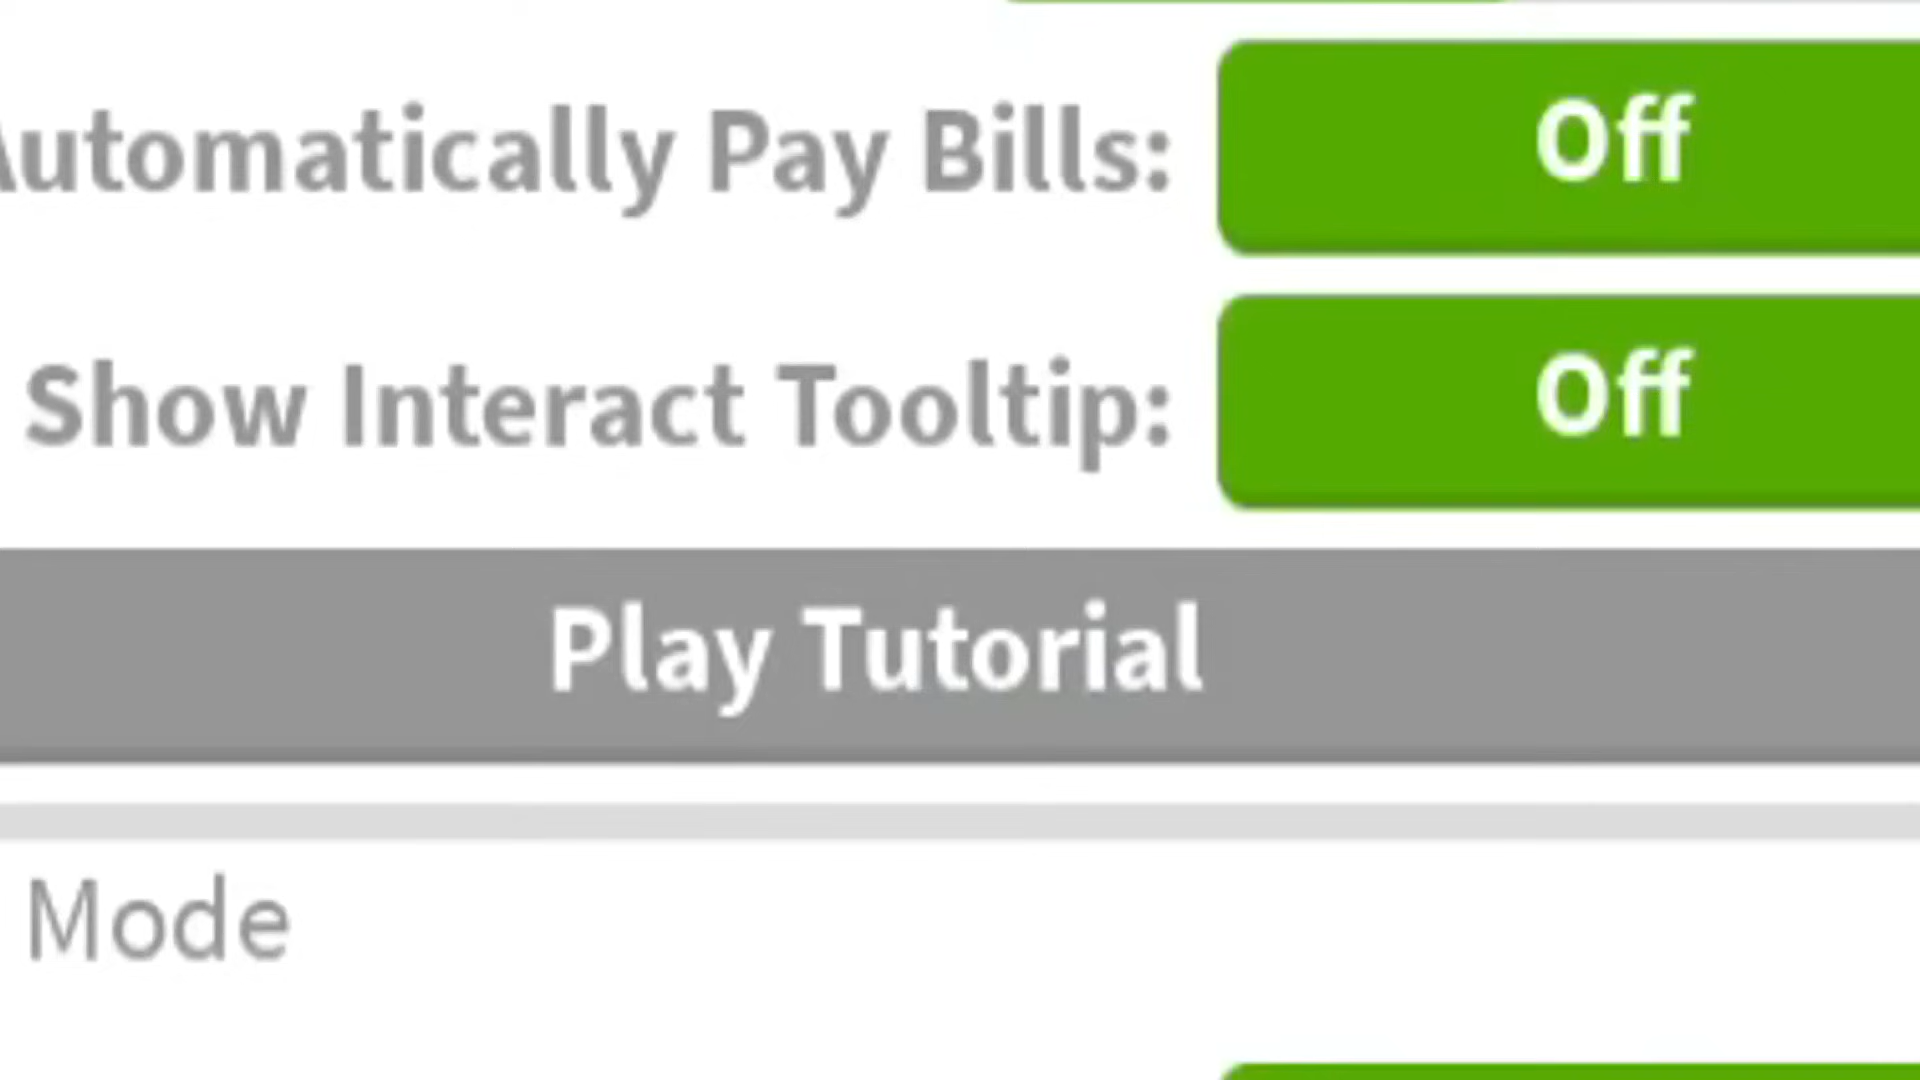 Automatically Pay Bills: Off
Show Interact Tooltip: Off
Play Tutorial
Mode